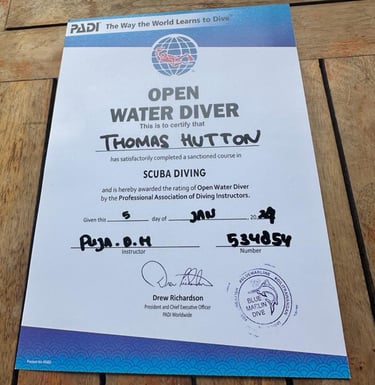 PADI The Way the World Learns to Dive
OPEN
WATER DIVER
This is to certify that
THOMAS HUTTON
has satisfactorily completed a sanctioned course in
SCUBA DIVING
and is hereby awarded the rating of Open Water Diver
by the Professional Association of Diving Instructors.
Given this 5 day of JAN 20
PUJA.D.M 534854
Instructor Number
Drew Richardson
President and Chief Executive Officer
PADI Worldwide
BLUE
MARLIN
DIVE